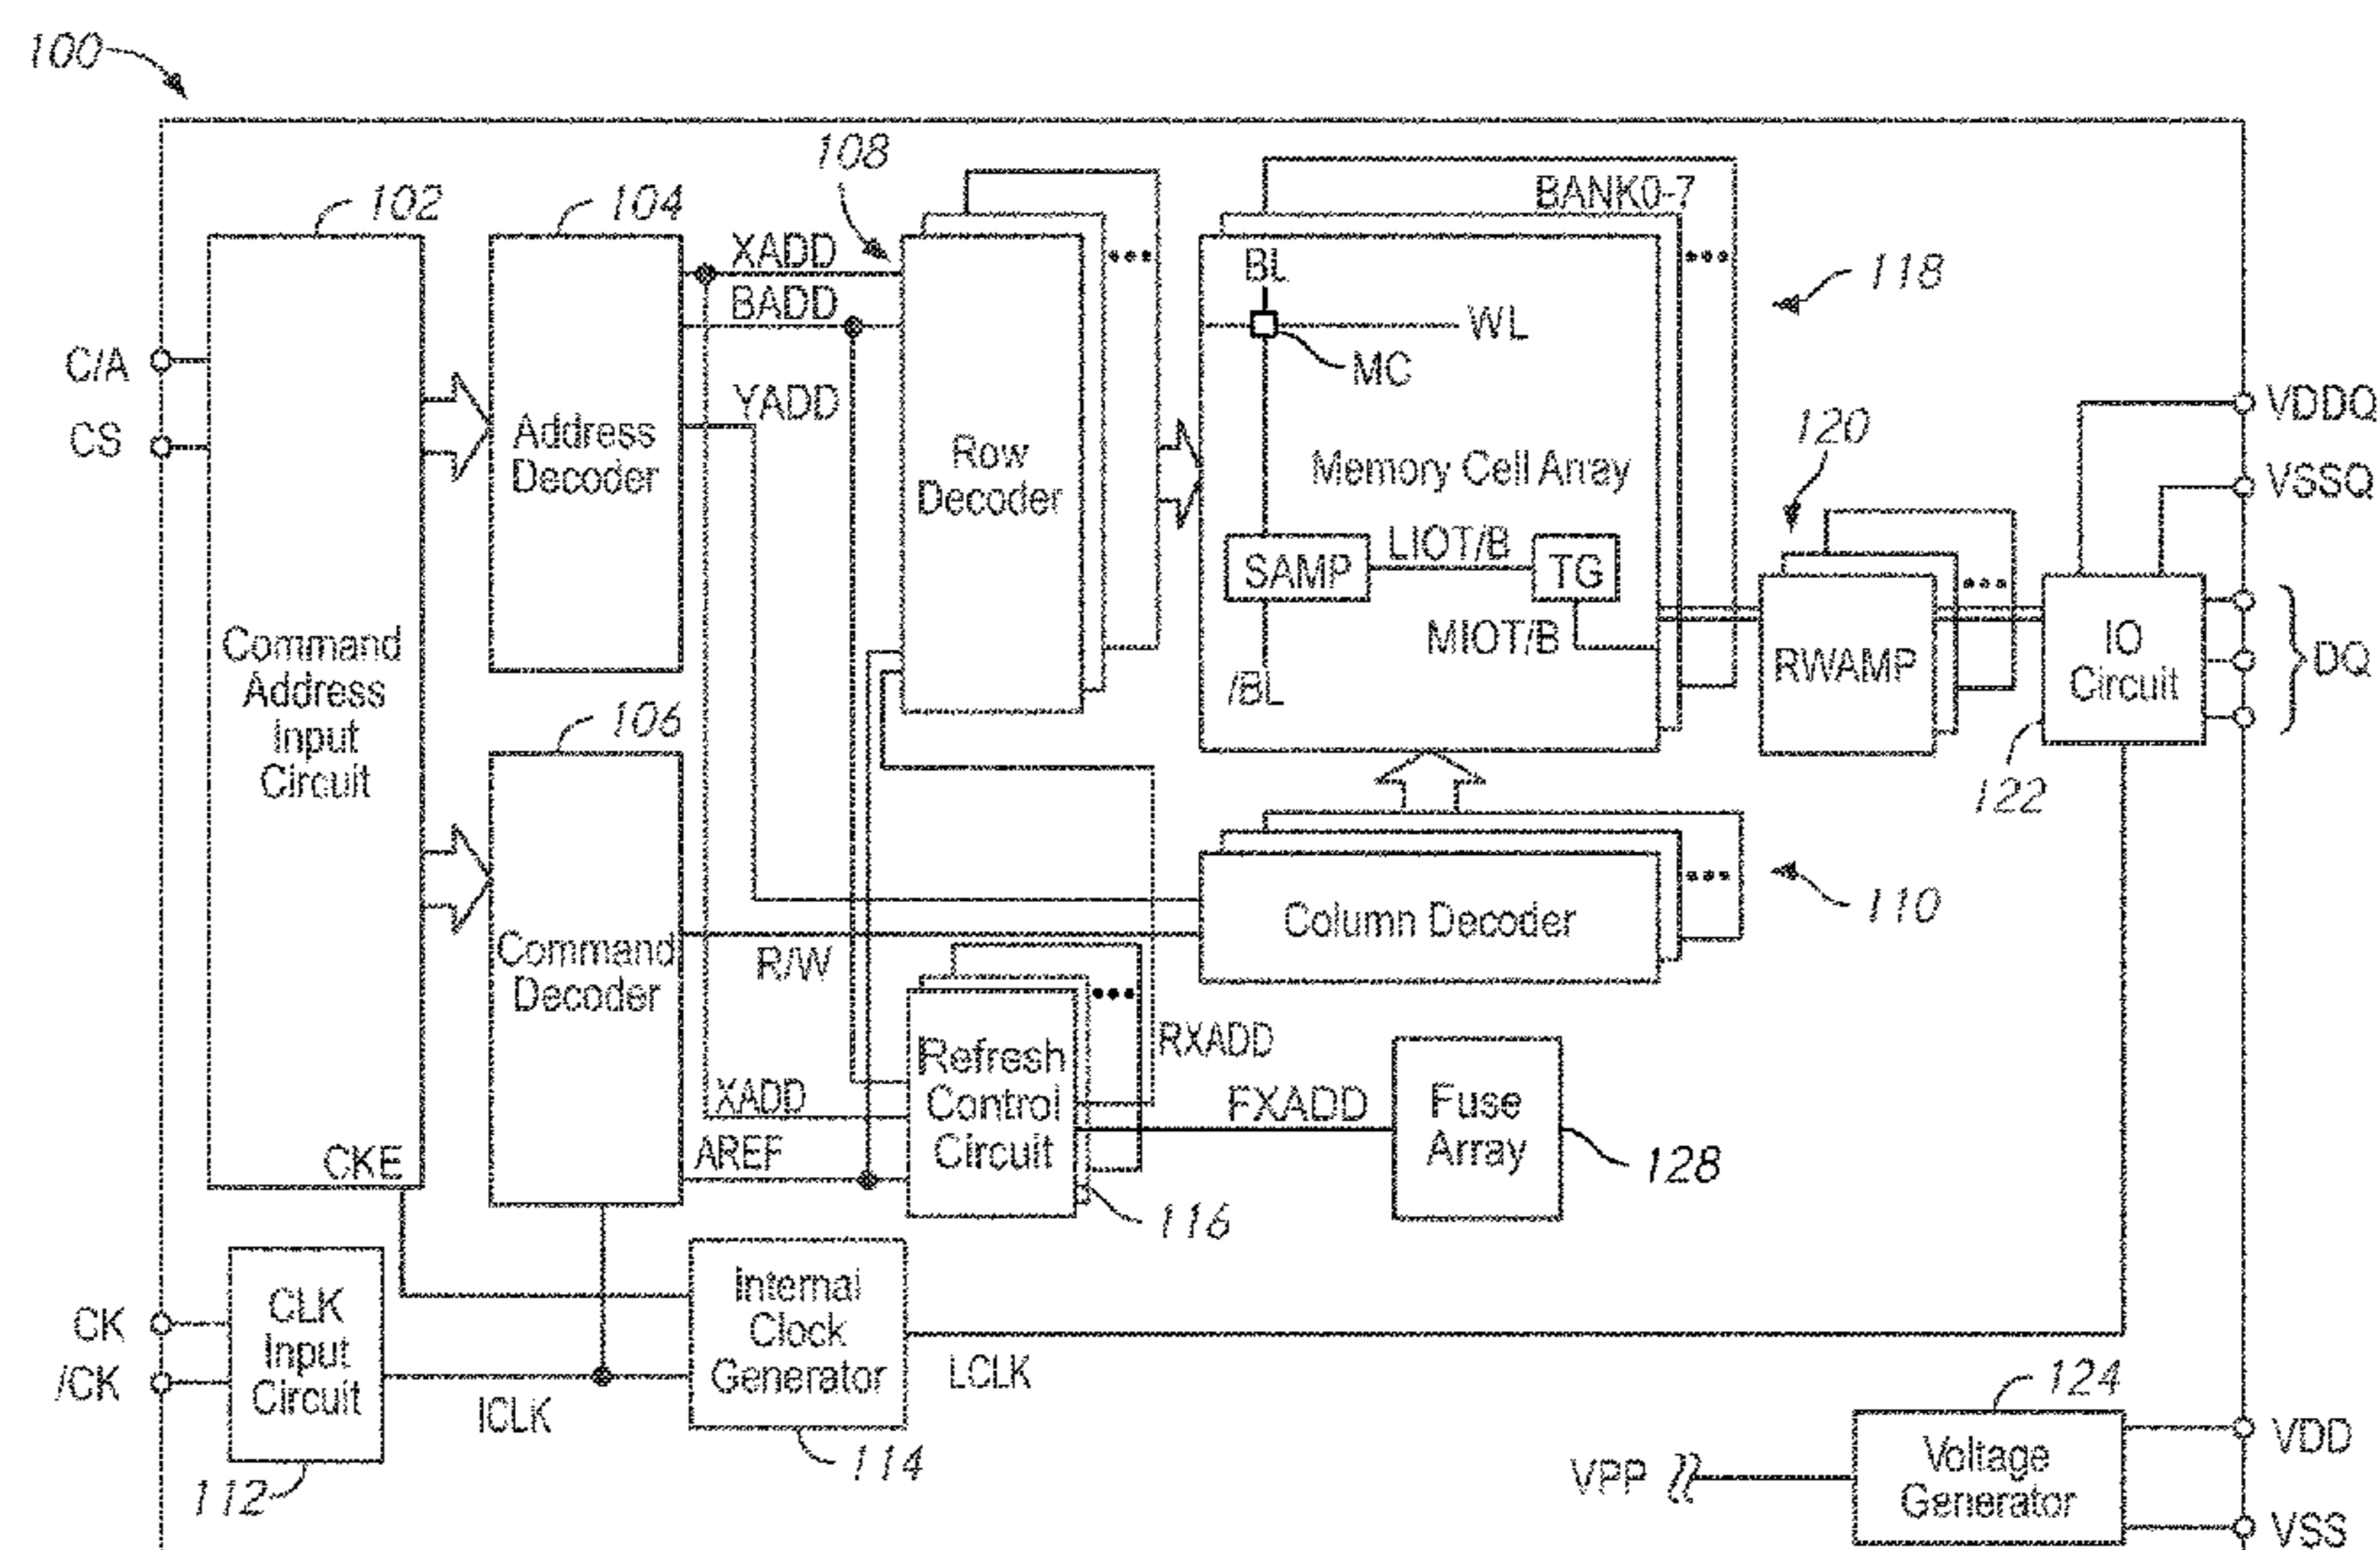 100
108
102
104
XADD
BADD
YADD
BANK0-7
BL
WL
MC
118
C/A
CS
Address
Decoder
Row
Decoder
Memory Cell Array
120
VDDQ
VSSQ
SAMP
LIOT/B
TG
MIOT/B
/BL
RWAMP
IO
Circuit
DQ
122
Command
Address
Input
Circuit
CKE
106
Command
Decoder
R/W
Column Decoder
110
XADD
AREF
Refresh
Control
Circuit
RXADD
FXADD
Fuse
Array
128
116
CK
/CK
CLK
Input
Circuit
112
ICLK
Internal
Clock
Generator
114
LCLK
124
VPP
Voltage
Generator
VDD
VSS